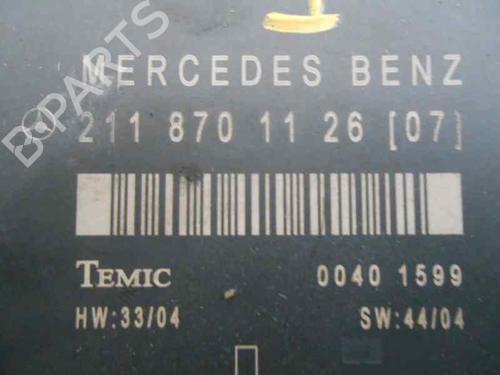 B-PARTS
MERCEDES BENZ
211 870 11 26 [07]
TEMIC 0040 1599
HW:33/04 SW:44/04